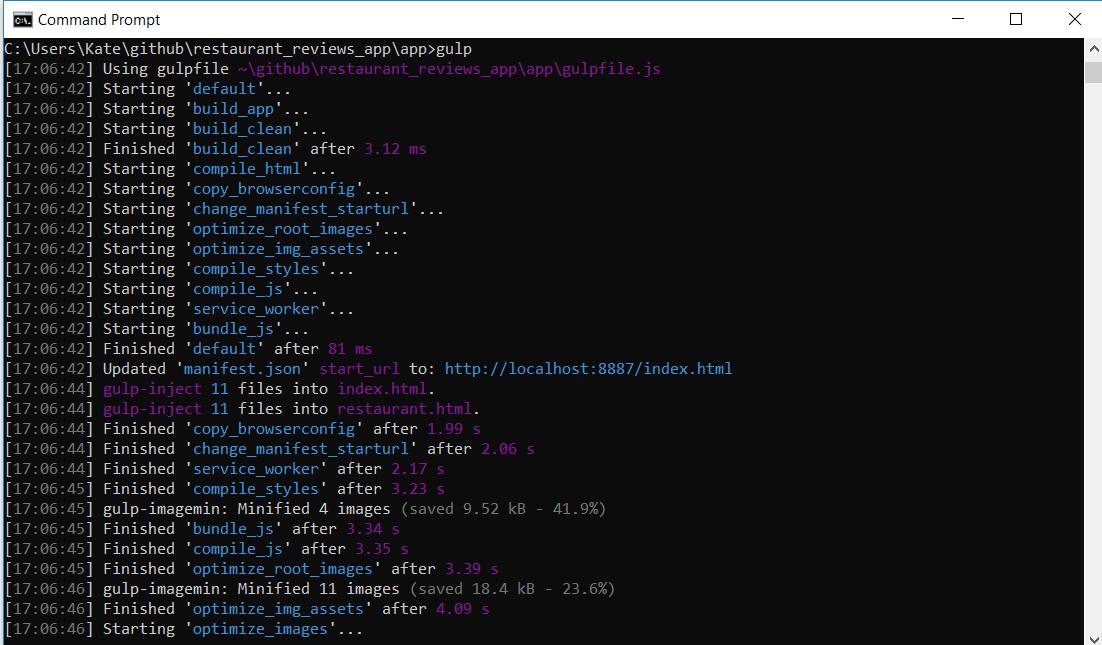 Command Prompt
C:\Users\Kate\github\restaurant_reviews_app\app>gulp
[17:06:42] Using gulpfile ~\github\restaurant_reviews_app\app\gulpfile.js
[17:06:42] Starting 'default'...
[17:06:42] Starting 'build_app'...
[17:06:42] Starting 'build_clean'...
[17:06:42] Finished 'build_clean' after 3.12 ms
[17:06:42] Starting 'compile_html'...
[17:06:42] Starting 'copy_browserconfig'...
[17:06:42] Starting 'change_manifest_starturl'...
[17:06:42] Starting 'optimize_root_images'...
[17:06:42] Starting 'optimize_img_assets'...
[17:06:42] Starting 'compile_styles'...
[17:06:42] Starting 'compile_js'...
[17:06:42] Starting 'service_worker'...
[17:06:42] Starting 'bundle_js'...
[17:06:42] Finished 'default' after 81 ms
[17:06:42] Updated 'manifest.json' start_url to: http://localhost:8887/index.html
[17:06:44] gulp-inject 11 files into index.html.
[17:06:44] gulp-inject 11 files into restaurant.html.
[17:06:44] Finished 'copy_browserconfig' after 1.99 s
[17:06:44] Finished 'change_manifest_starturl' after 2.06 s
[17:06:44] Finished 'service_worker' after 2.17 s
[17:06:45] Finished 'compile_styles' after 3.23 s
[17:06:45] gulp-imagemin: Minified 4 images (saved 9.52 kB - 41.9%)
[17:06:45] Finished 'bundle_js' after 3.34 s
[17:06:45] Finished 'compile_js' after 3.35 s
[17:06:45] Finished 'optimize_root_images' after 3.39 s
[17:06:46] gulp-imagemin: Minified 11 images (saved 18.4 kB - 23.6%)
[17:06:46] Finished 'optimize_img_assets' after 4.09 s
[17:06:46] Starting 'optimize_images'...